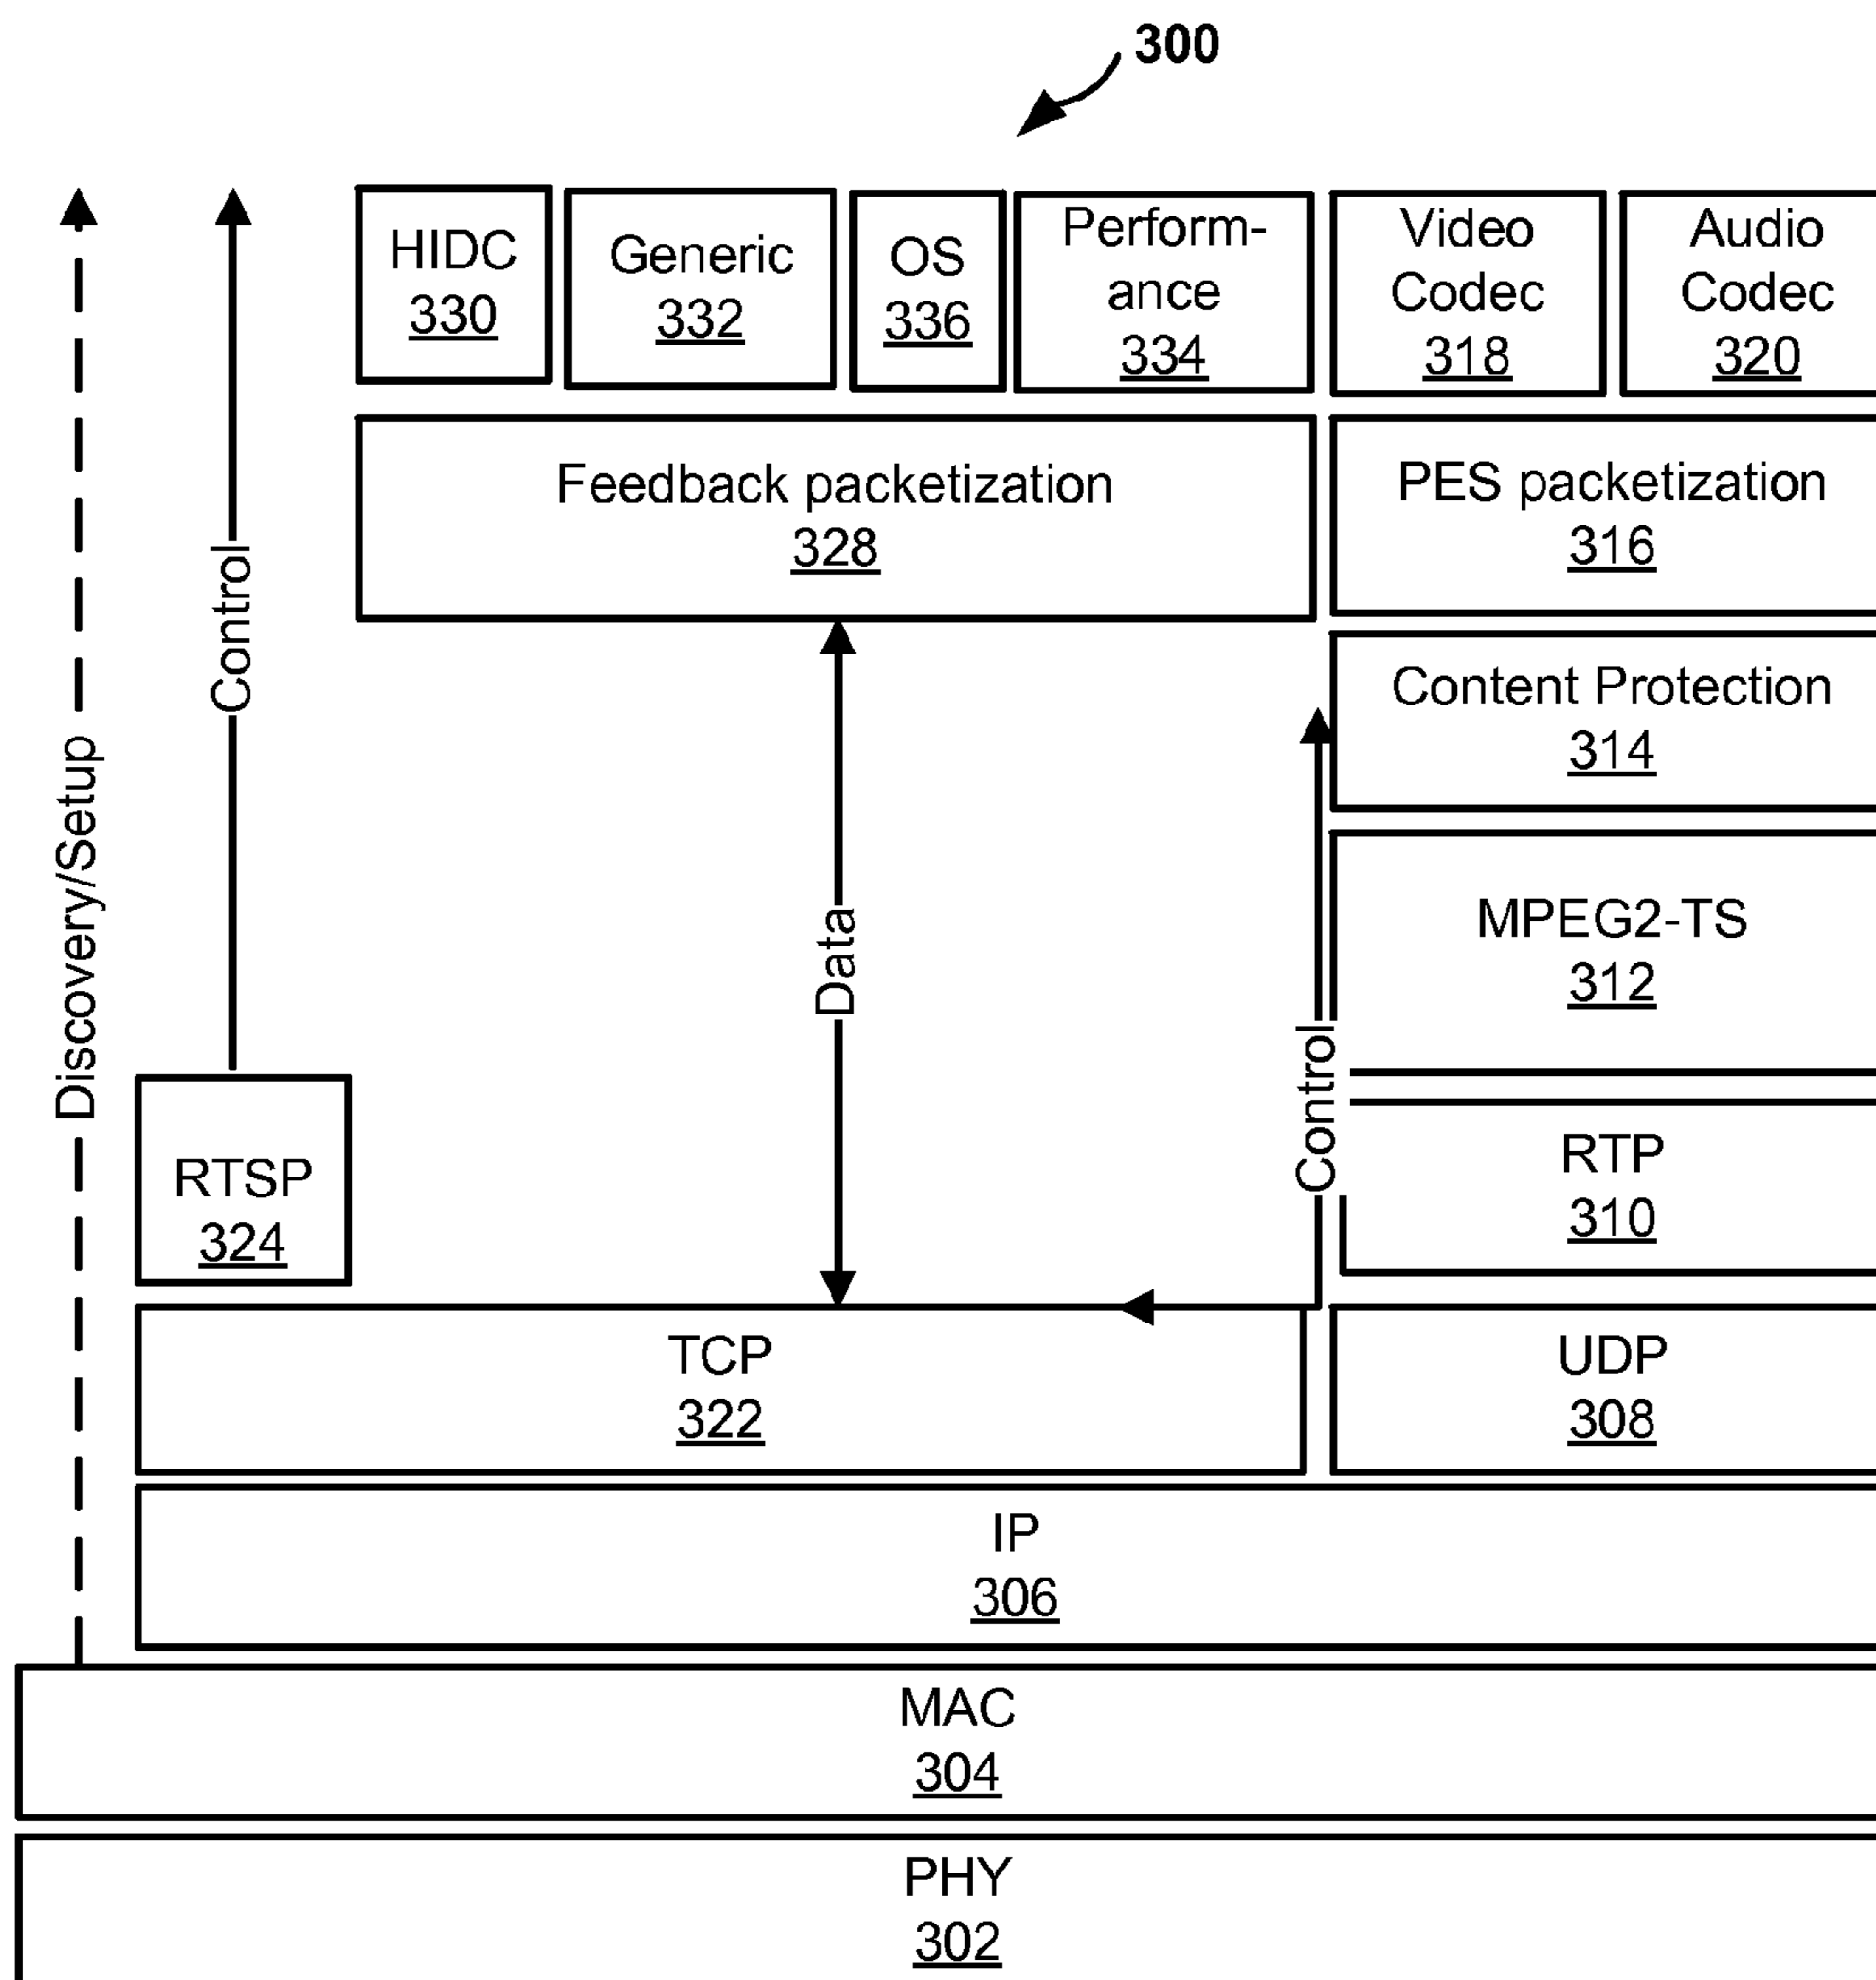 300
HIDC
330
Generic
332
OS
336
Perform-
ance
334
Video
Codec
318
Audio
Codec
320
Feedback packetization
328
PES packetization
316
Content Protection
314
MPEG2-TS
312
RTP
310
Discovery/Setup
Control
Data
Control
RTSP
324
TCP
322
UDP
308
IP
306
MAC
304
PHY
302